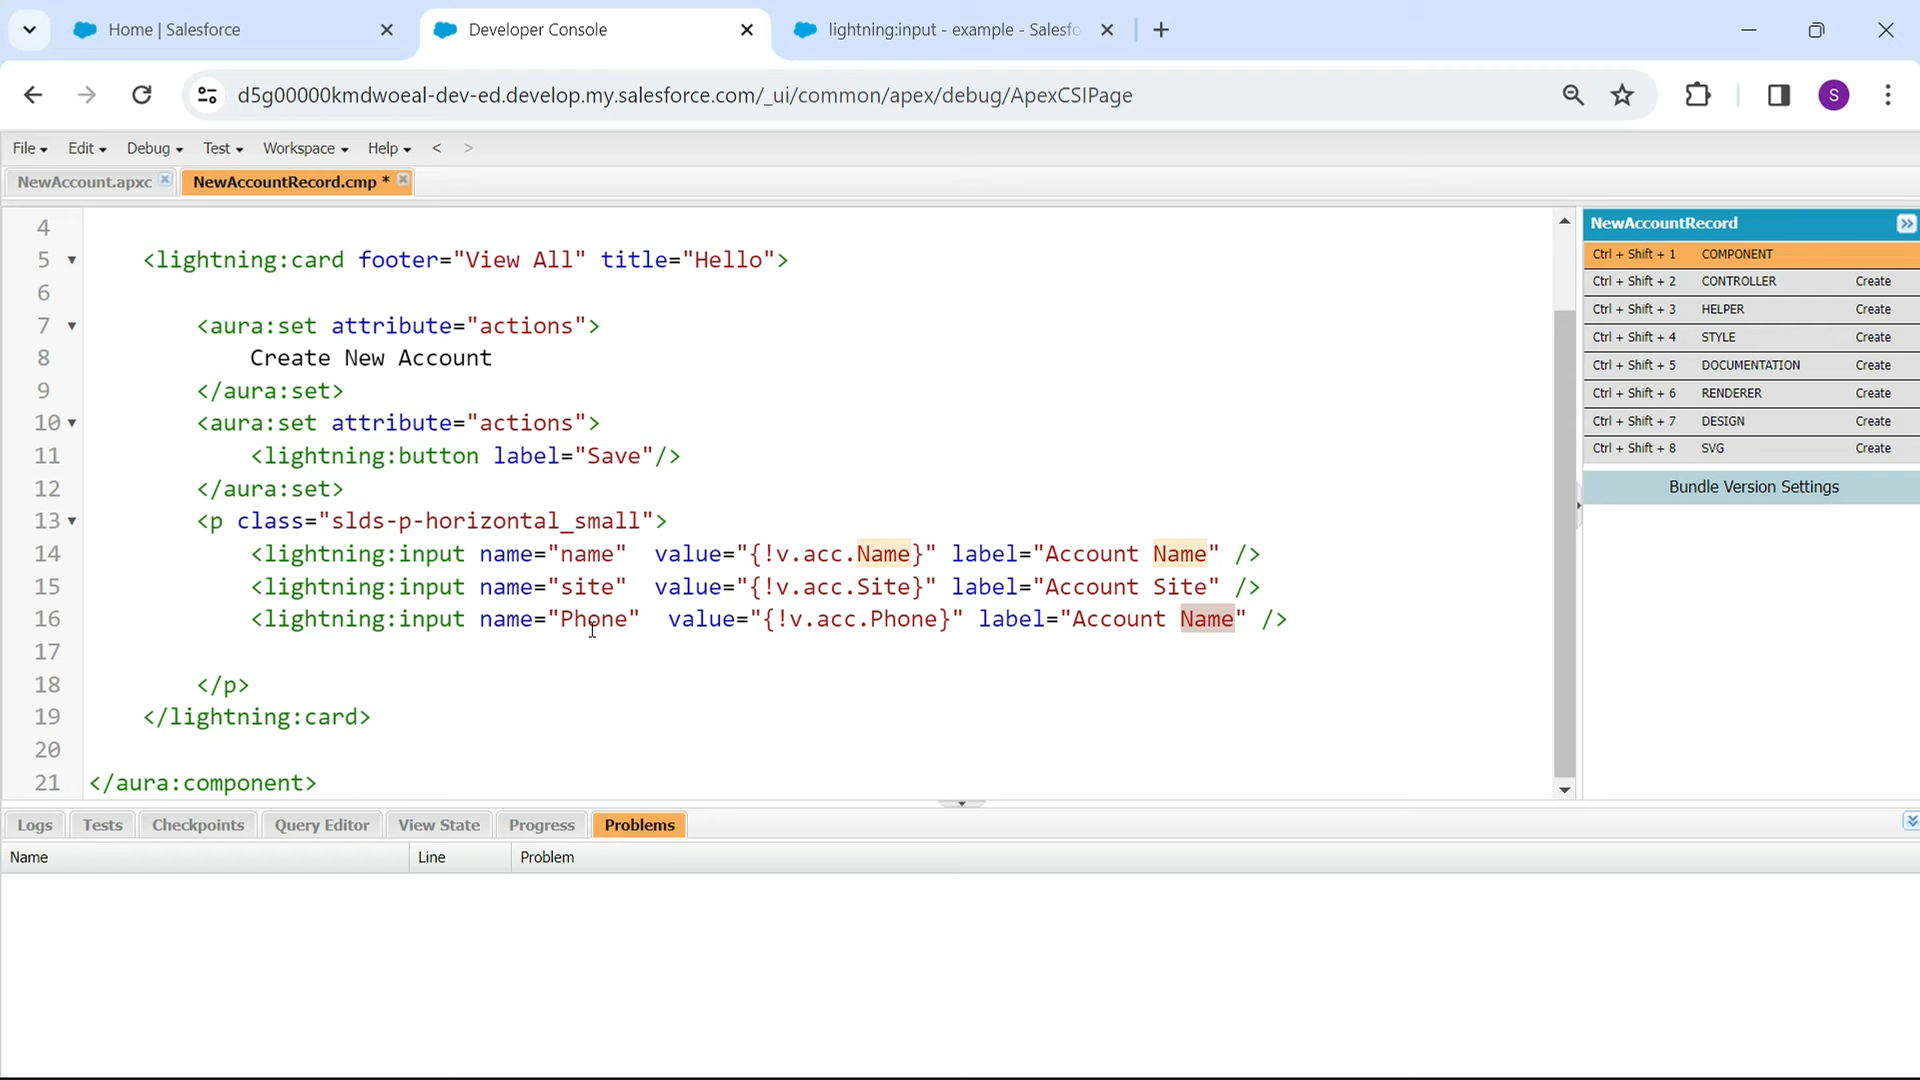 Home | Salesforce
Developer Console
lightning:input - example - Salesfo
d5g00000kmdwoeal-dev-ed.develop.my.salesforce.com/_ui/common/apex/debug/ApexCSIPage
S
File Edit Debug Test Workspace Help < >
NewAccount.apxc
NewAccountRecord.cmp *
4
5 <lightning:card footer="View All" title="Hello">
6
7 <aura:set attribute="actions">
8 Create New Account
9 </aura:set>
10 <aura:set attribute="actions">
11 <lightning:button label="Save"/>
12 </aura:set>
13 <p class="slds-p-horizontal_small">
14 <lightning:input name="name"  value="{!v.acc.Name}" label="Account Name" />
15 <lightning:input name="site"  value="{!v.acc.Site}" label="Account Site" />
16 <lightning:input name="Phone"  value="{!v.acc.Phone}" label="Account Name" />
17
18 </p>
19 </lightning:card>
20
21 </aura:component>
NewAccountRecord
Ctrl + Shift + 1 COMPONENT
Ctrl + Shift + 2 CONTROLLER Create
Ctrl + Shift + 3 HELPER Create
Ctrl + Shift + 4 STYLE Create
Ctrl + Shift + 5 DOCUMENTATION Create
Ctrl + Shift + 6 RENDERER Create
Ctrl + Shift + 7 DESIGN Create
Ctrl + Shift + 8 SVG Create
Bundle Version Settings
Logs Tests Checkpoints Query Editor View State Progress Problems
Name Line Problem